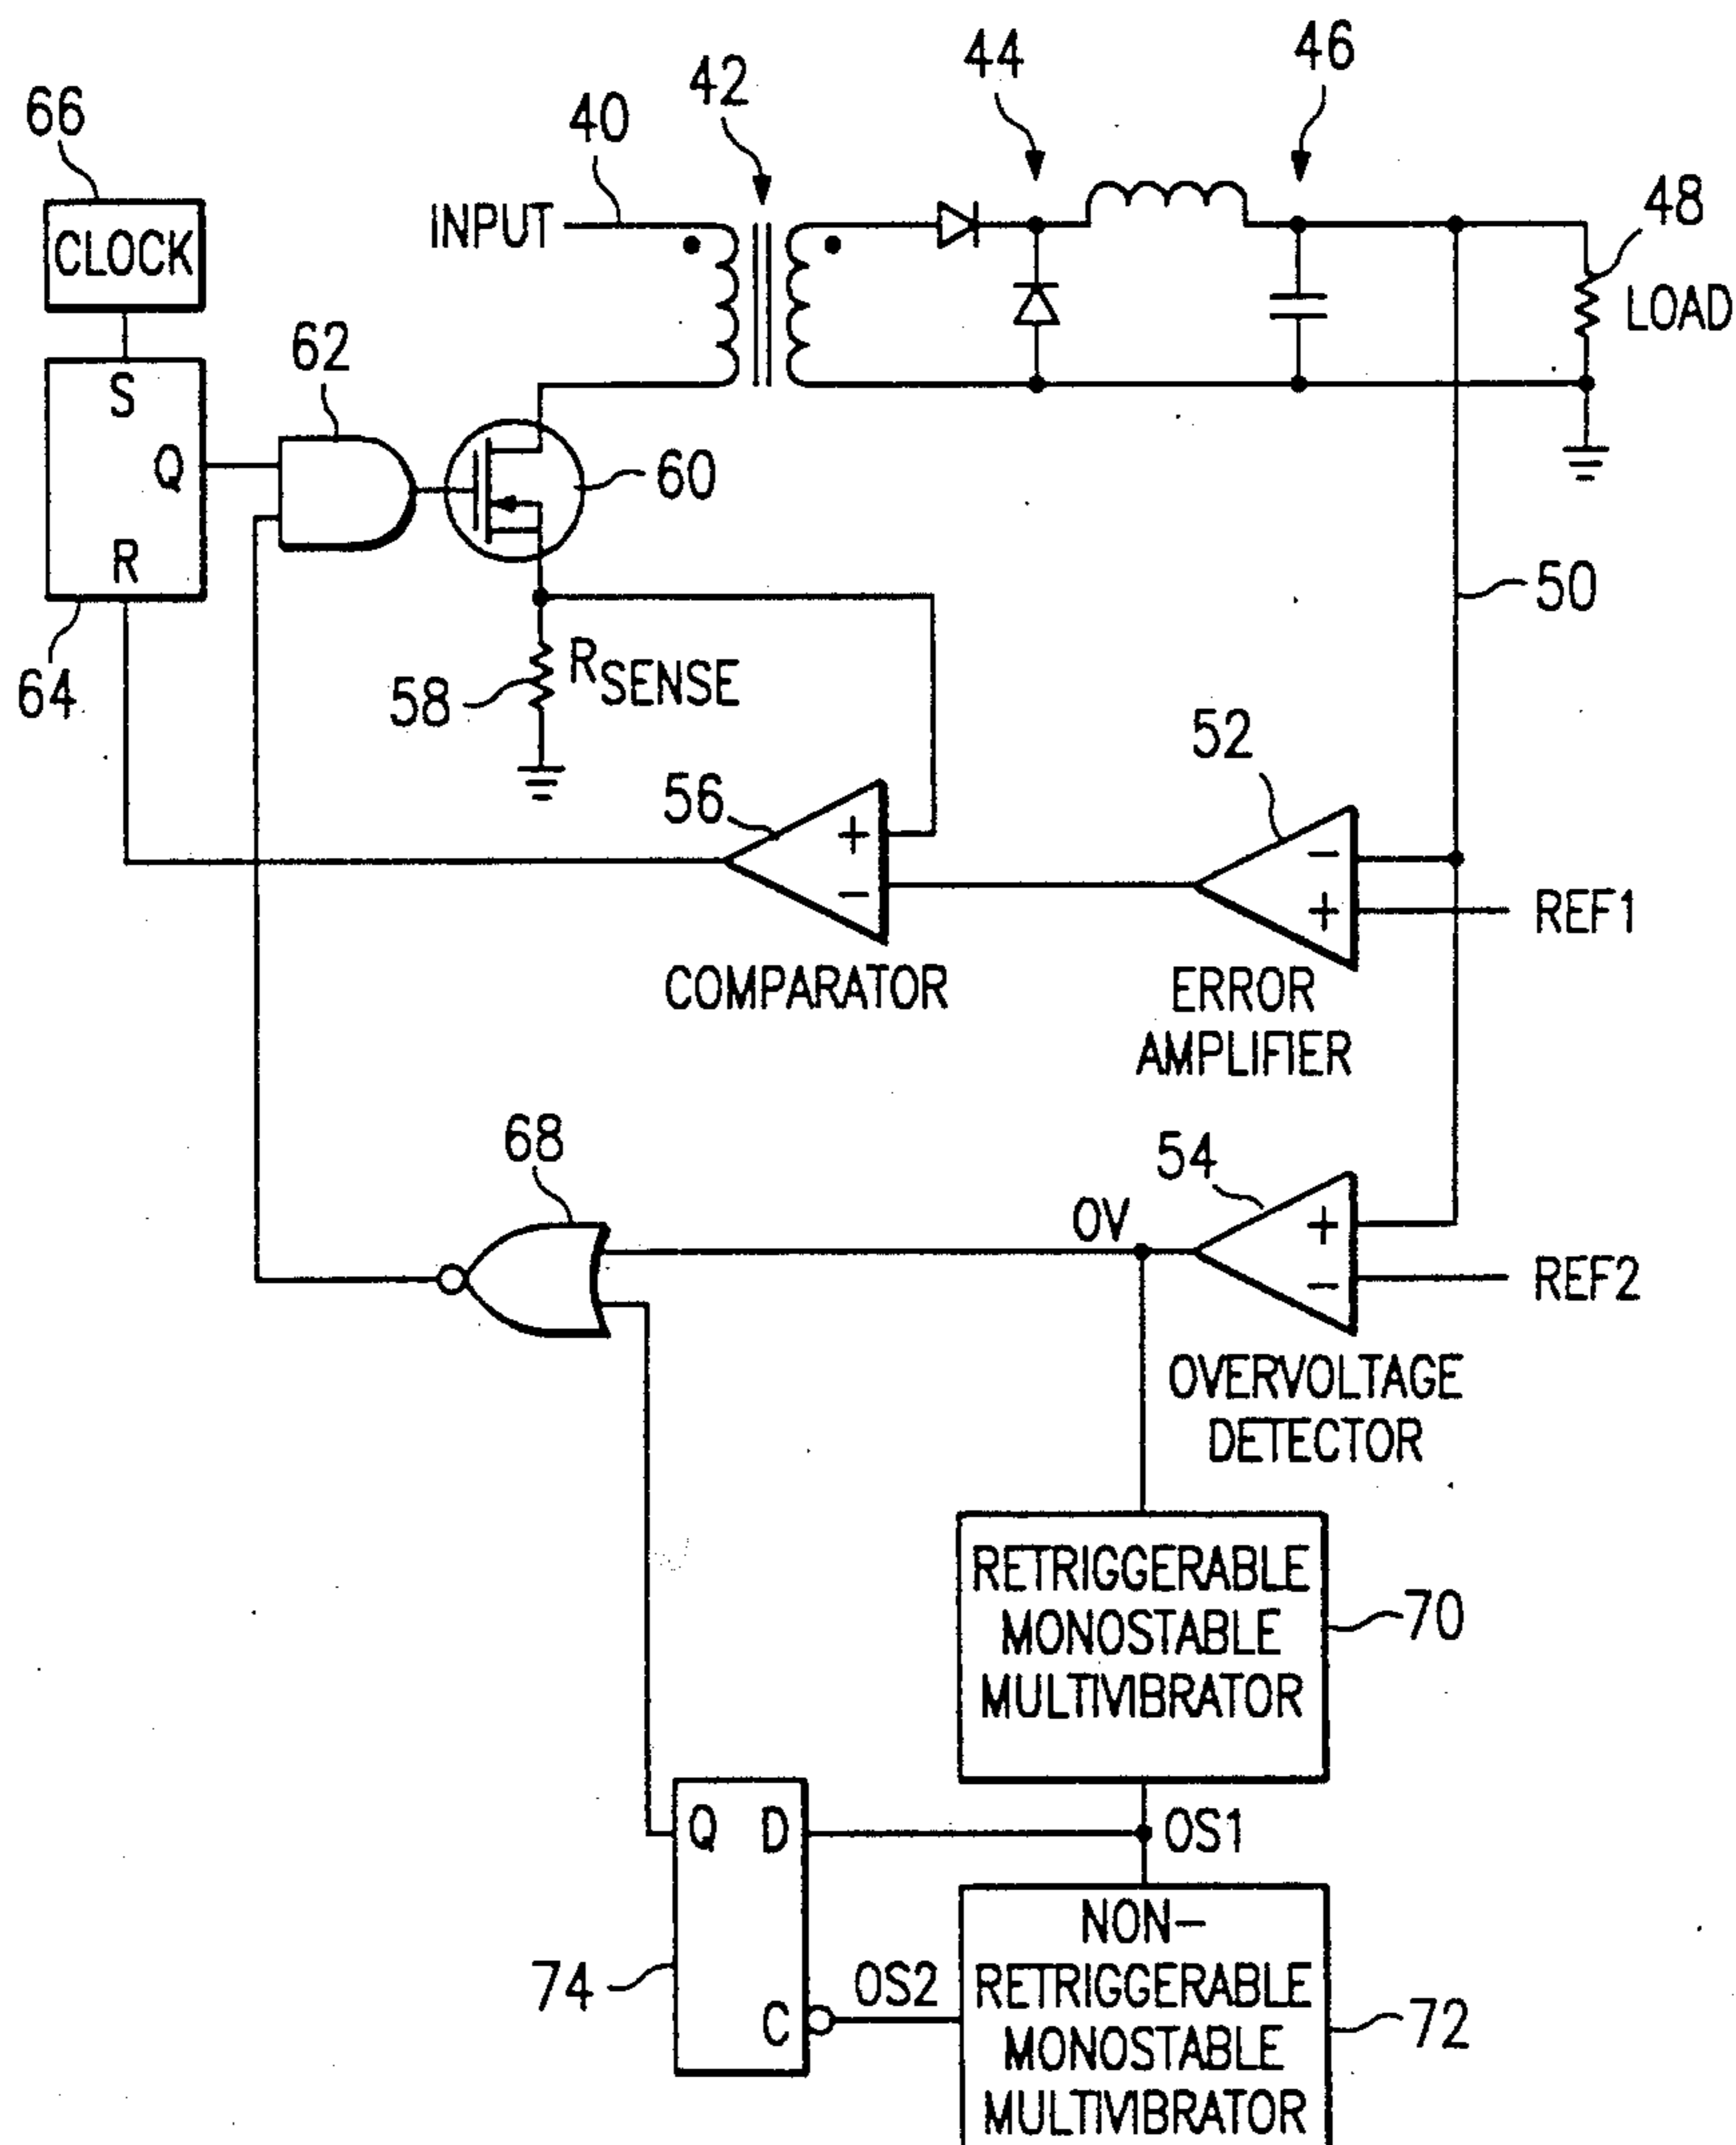 44
46
42
66
40
48
INPUT
CLOCK
LOAD
62
S
Q
60
R
50
RSENSE
58
64
52
56
+
−
−
+
REF1
COMPARATOR
ERROR
AMPLIFIER
68
54
OV
+
−
REF2
OVERVOLTAGE
DETECTOR
RETRIGGERABLE
MONOSTABLE
MULTIVIBRATOR
70
Q D
OS1
NON-
RETRIGGERABLE
MONOSTABLE
MULTIVIBRATOR
74
OS2
C
72